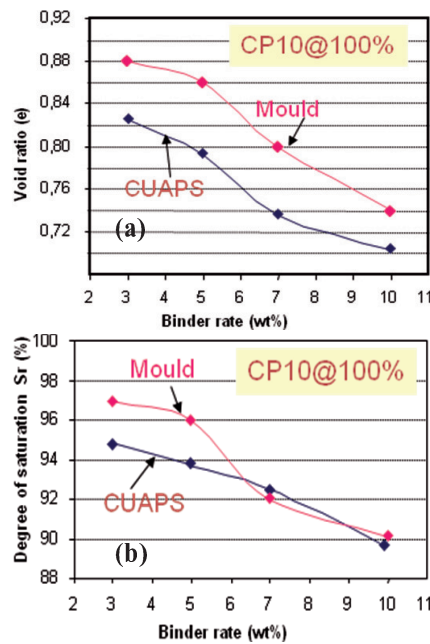 0,92
0,88
0,84
0,80
0,76
0,72
Void ratio (e)
CP10@100%
Mould
CUAPS
(a)
2 3 4 5 6 7 8 9 10 11
Binder rate (wt%)
100
98
96
94
92
90
88
Degree of saturation Sr (%)
CP10@100%
Mould
CUAPS
(b)
2 3 4 5 6 7 8 9 10 11
Binder rate (wt%)